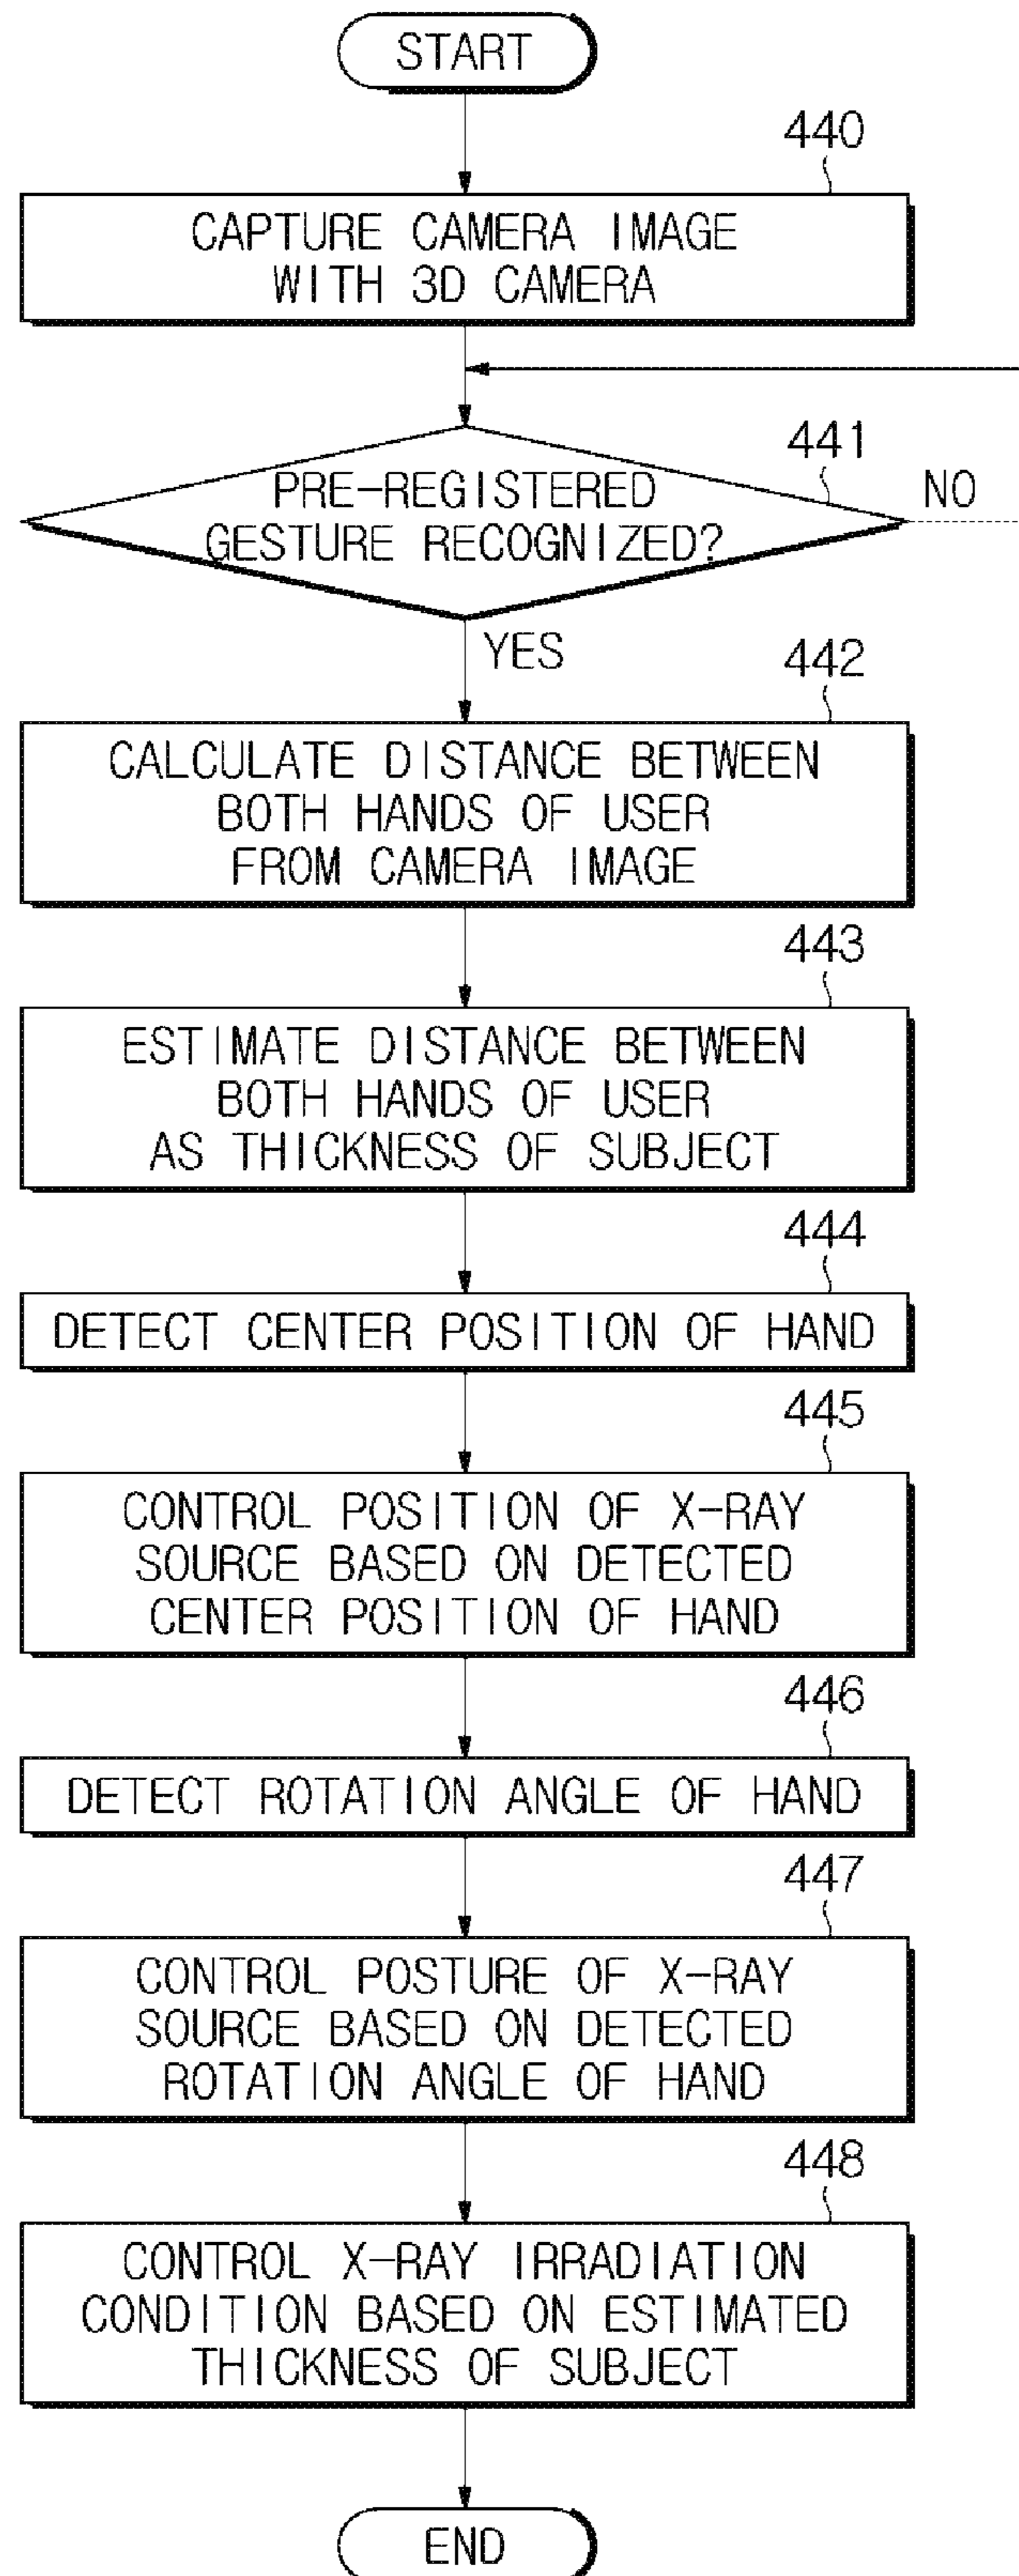 START
440
CAPTURE CAMERA IMAGE
WITH 3D CAMERA
441
PRE-REGISTERED
GESTURE RECOGNIZED?
NO
YES
442
CALCULATE DISTANCE BETWEEN
BOTH HANDS OF USER
FROM CAMERA IMAGE
443
ESTIMATE DISTANCE BETWEEN
BOTH HANDS OF USER
AS THICKNESS OF SUBJECT
444
DETECT CENTER POSITION OF HAND
445
CONTROL POSITION OF X-RAY
SOURCE BASED ON DETECTED
CENTER POSITION OF HAND
446
DETECT ROTATION ANGLE OF HAND
447
CONTROL POSTURE OF X-RAY
SOURCE BASED ON DETECTED
ROTATION ANGLE OF HAND
448
CONTROL X-RAY IRRADIATION
CONDITION BASED ON ESTIMATED
THICKNESS OF SUBJECT
END